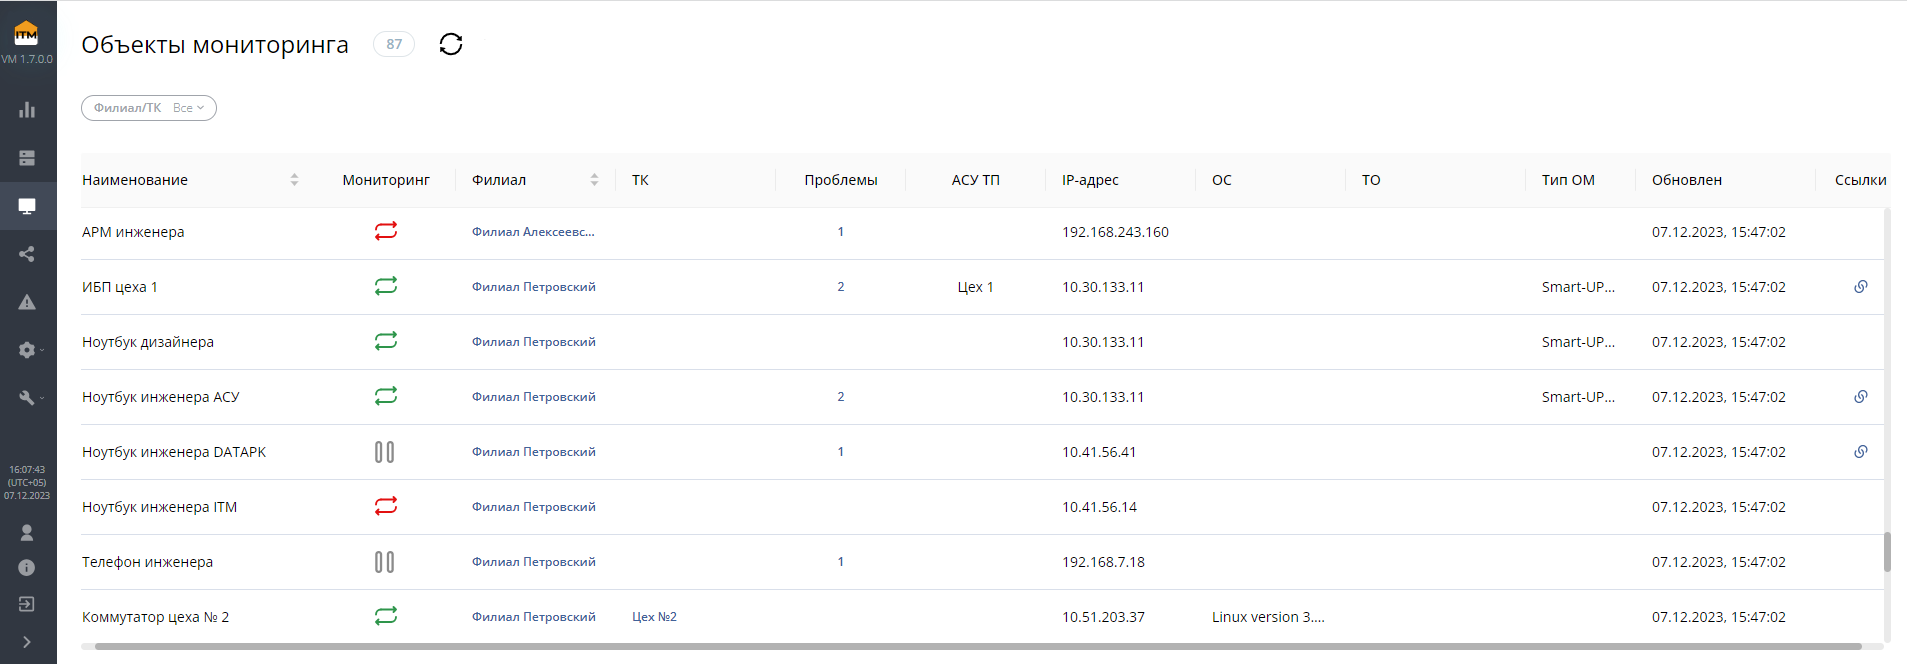 ITM
VM 1.7.0.0
Объекты мониторинга 87
Филиал/ТК Все
Наименование Мониторинг Филиал ТК Проблемы АСУ ТП IP-адрес ОС ТО Тип ОМ Обновлен Ссылки
АРМ инженера Филиал Алексеевс... 1 192.168.243.160 07.12.2023, 15:47:02
ИБП цеха 1 Филиал Петровский 2 Цех 1 10.30.133.11 Smart-UP... 07.12.2023, 15:47:02
Ноутбук дизайнера Филиал Петровский 10.30.133.11 Smart-UP... 07.12.2023, 15:47:02
Ноутбук инженера АСУ Филиал Петровский 2 10.30.133.11 Smart-UP... 07.12.2023, 15:47:02
Ноутбук инженера DATAPK Филиал Петровский 1 10.41.56.41 07.12.2023, 15:47:02
Ноутбук инженера ITM Филиал Петровский 10.41.56.14 07.12.2023, 15:47:02
Телефон инженера Филиал Петровский 1 192.168.7.18 07.12.2023, 15:47:02
Коммутатор цеха № 2 Филиал Петровский Цех №2 10.51.203.37 Linux version 3.... 07.12.2023, 15:47:02
16:07:43
(UTC+05)
07.12.2023